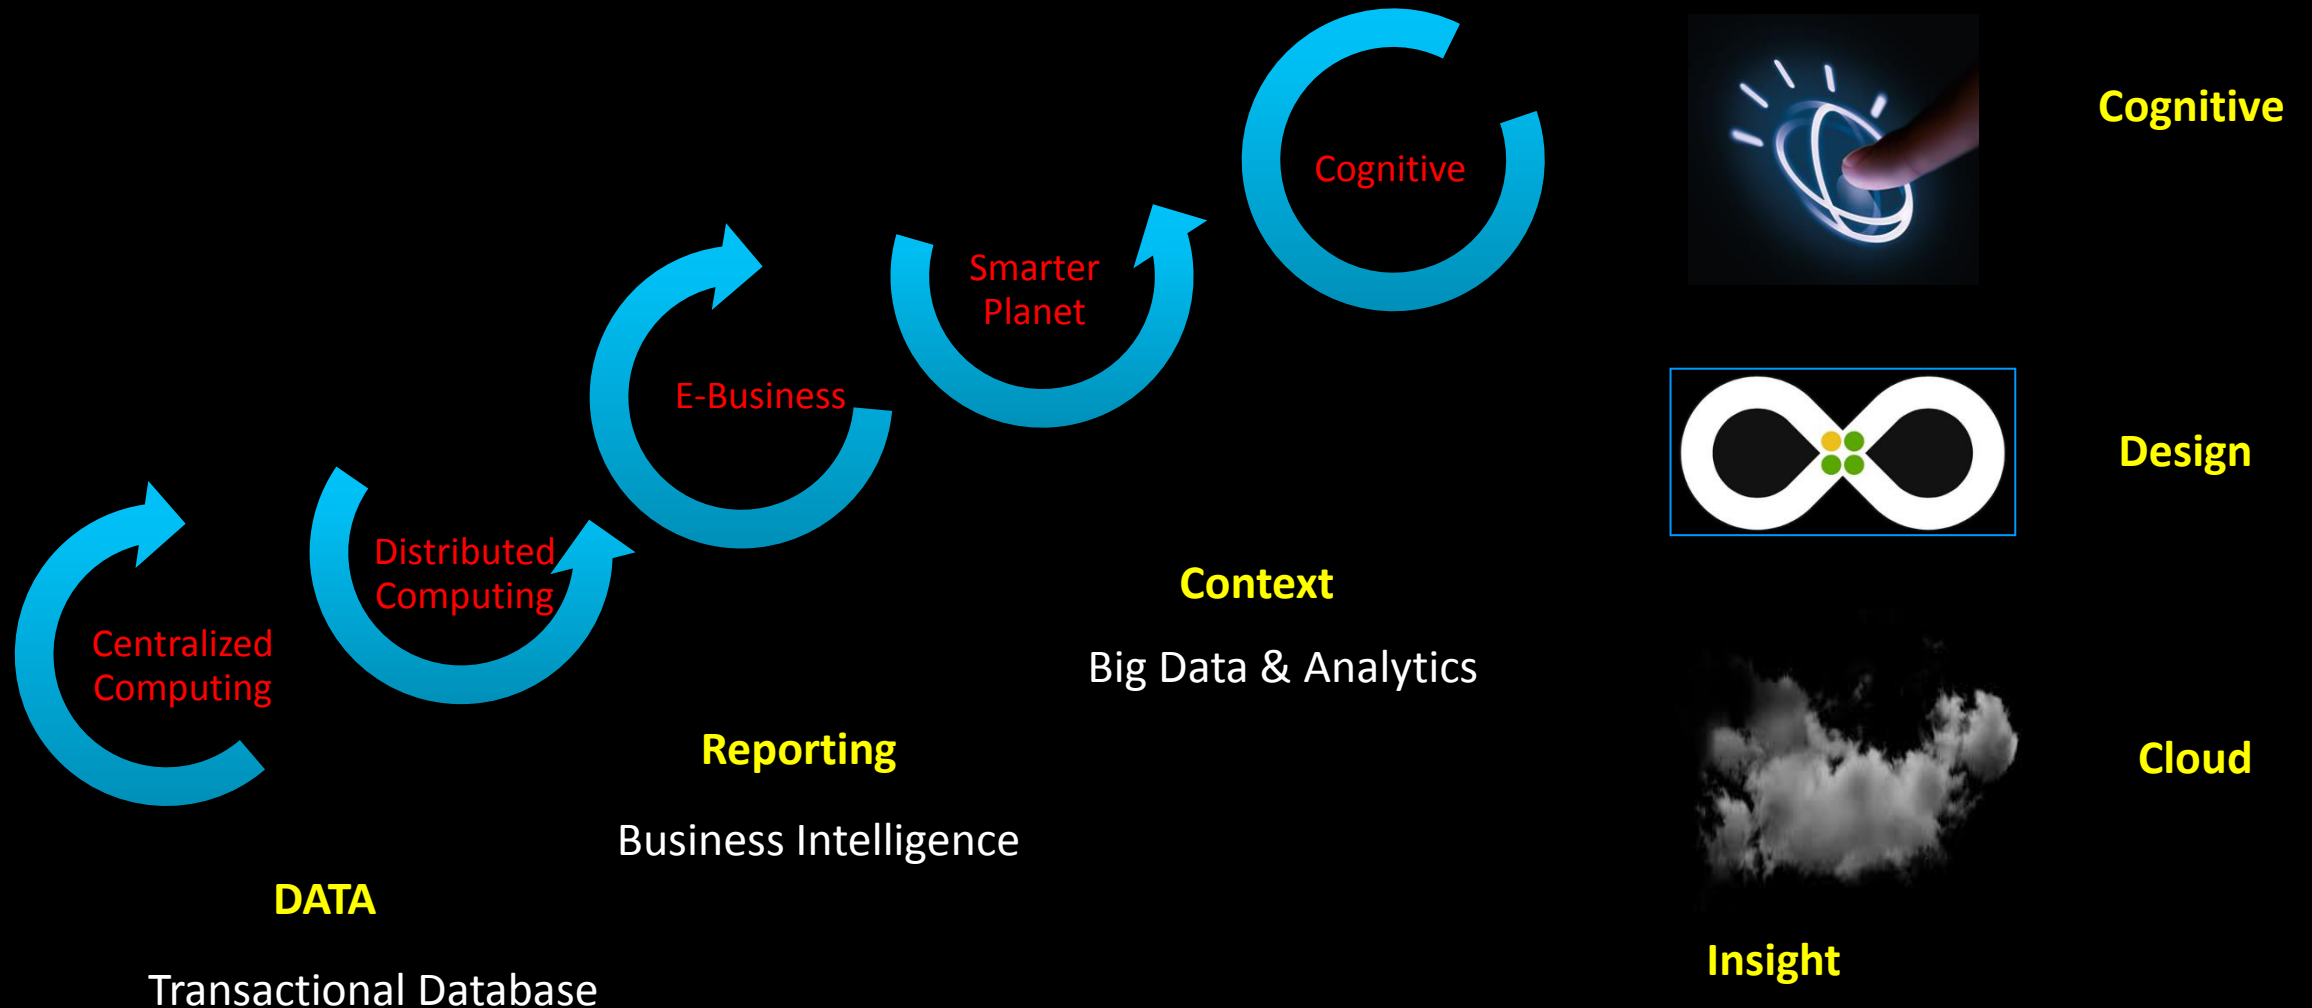 Cognitive
Cognitive
Smarter
Planet
E-Business
Design
Distributed
Computing
Context
Centralized
Computing
Big Data & Analytics
Reporting
Cloud
Business Intelligence
DATA
Insight
Transactional Database